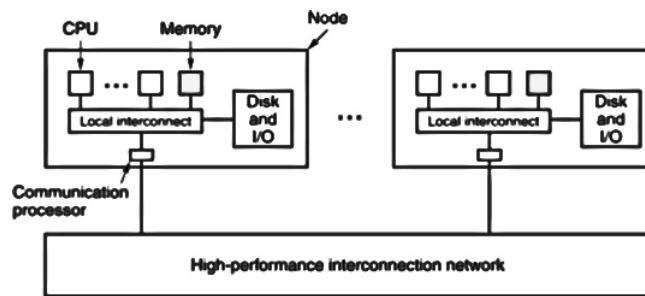 Node
CPU
Memory
Local interconnect
Disk
and
I/O
Local interconnect
Disk
and
I/O
Communication
processor
High-performance interconnection network